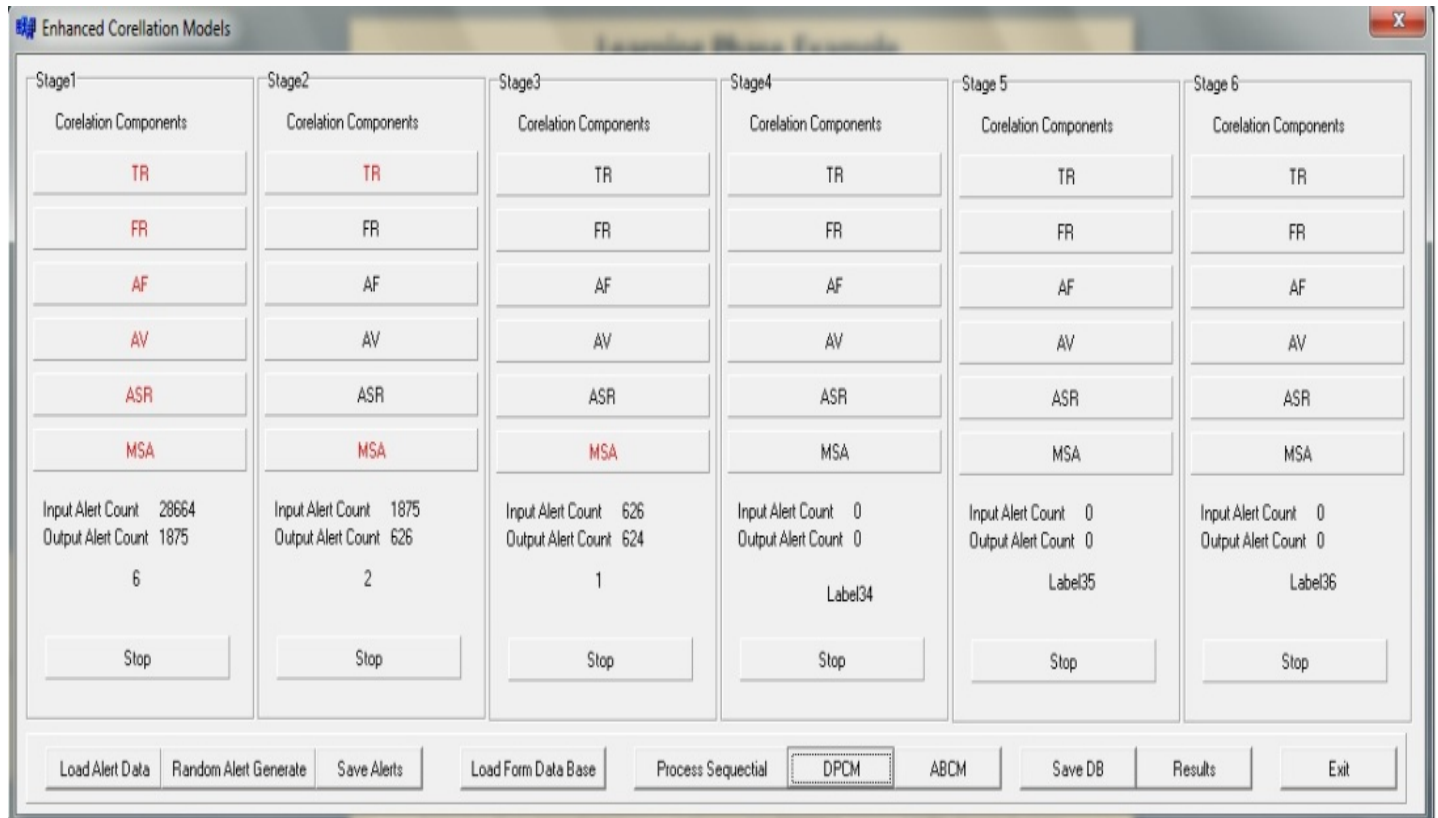 Enhanced Corellation Models
X
Learning Phase Example
Stage1
Corelation Components
TR
FR
AF
AV
ASR
MSA
Input Alert Count 28664
Output Alert Count 1875
6
Stop
Stage2
Corelation Components
TR
FR
AF
AV
ASR
MSA
Input Alert Count 1875
Output Alert Count 626
2
Stop
Stage3
Corelation Components
TR
FR
AF
AV
ASR
MSA
Input Alert Count 626
Output Alert Count 624
1
Stop
Stage4
Corelation Components
TR
FR
AF
AV
ASR
MSA
Input Alert Count 0
Output Alert Count 0
Label34
Stop
Stage 5
Corelation Components
TR
FR
AF
AV
ASR
MSA
Input Alert Count 0
Output Alert Count 0
Label35
Stop
Stage 6
Corelation Components
TR
FR
AF
AV
ASR
MSA
Input Alert Count 0
Output Alert Count 0
Label36
Stop
Load Alert Data Random Alert Generate Save Alerts Load Form Data Base Process Sequectial DPCM ABCM Save DB Results Exit